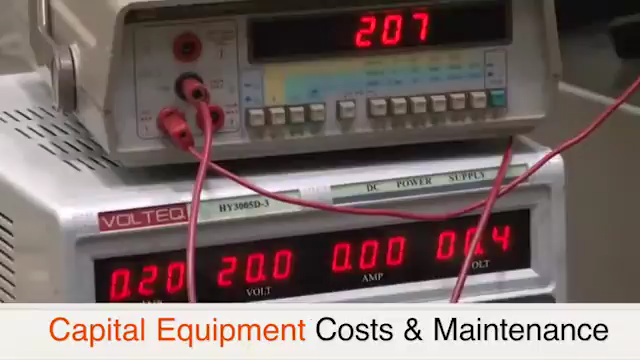 207
VOLTEQ HY3005D-3 DC POWER SUPPLY
0.20 20.0 0.00 00.4
VOLT AMP
Capital Equipment Costs & Maintenance